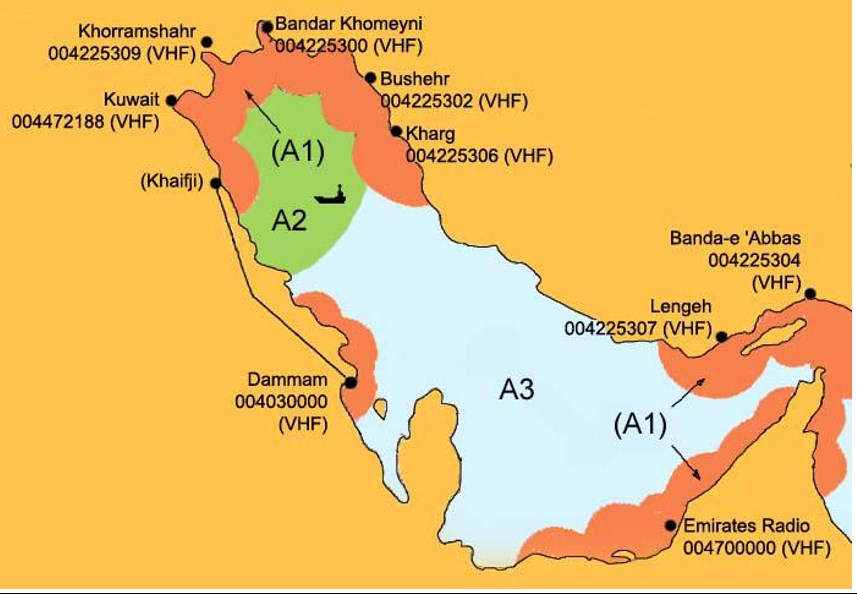 Khorramshahr
004225309 (VHF)
Bandar Khomeyni
004225300 (VHF)
Kuwait
004472188 (VHF)
Bushehr
004225302 (VHF)
(A1)
Kharg
004225306 (VHF)
(Khaifji)
A2
Banda-e 'Abbas
004225304
(VHF)
Lengeh
004225307 (VHF)
Dammam
004030000
(VHF)
A3
(A1)
Emirates Radio
004700000 (VHF)